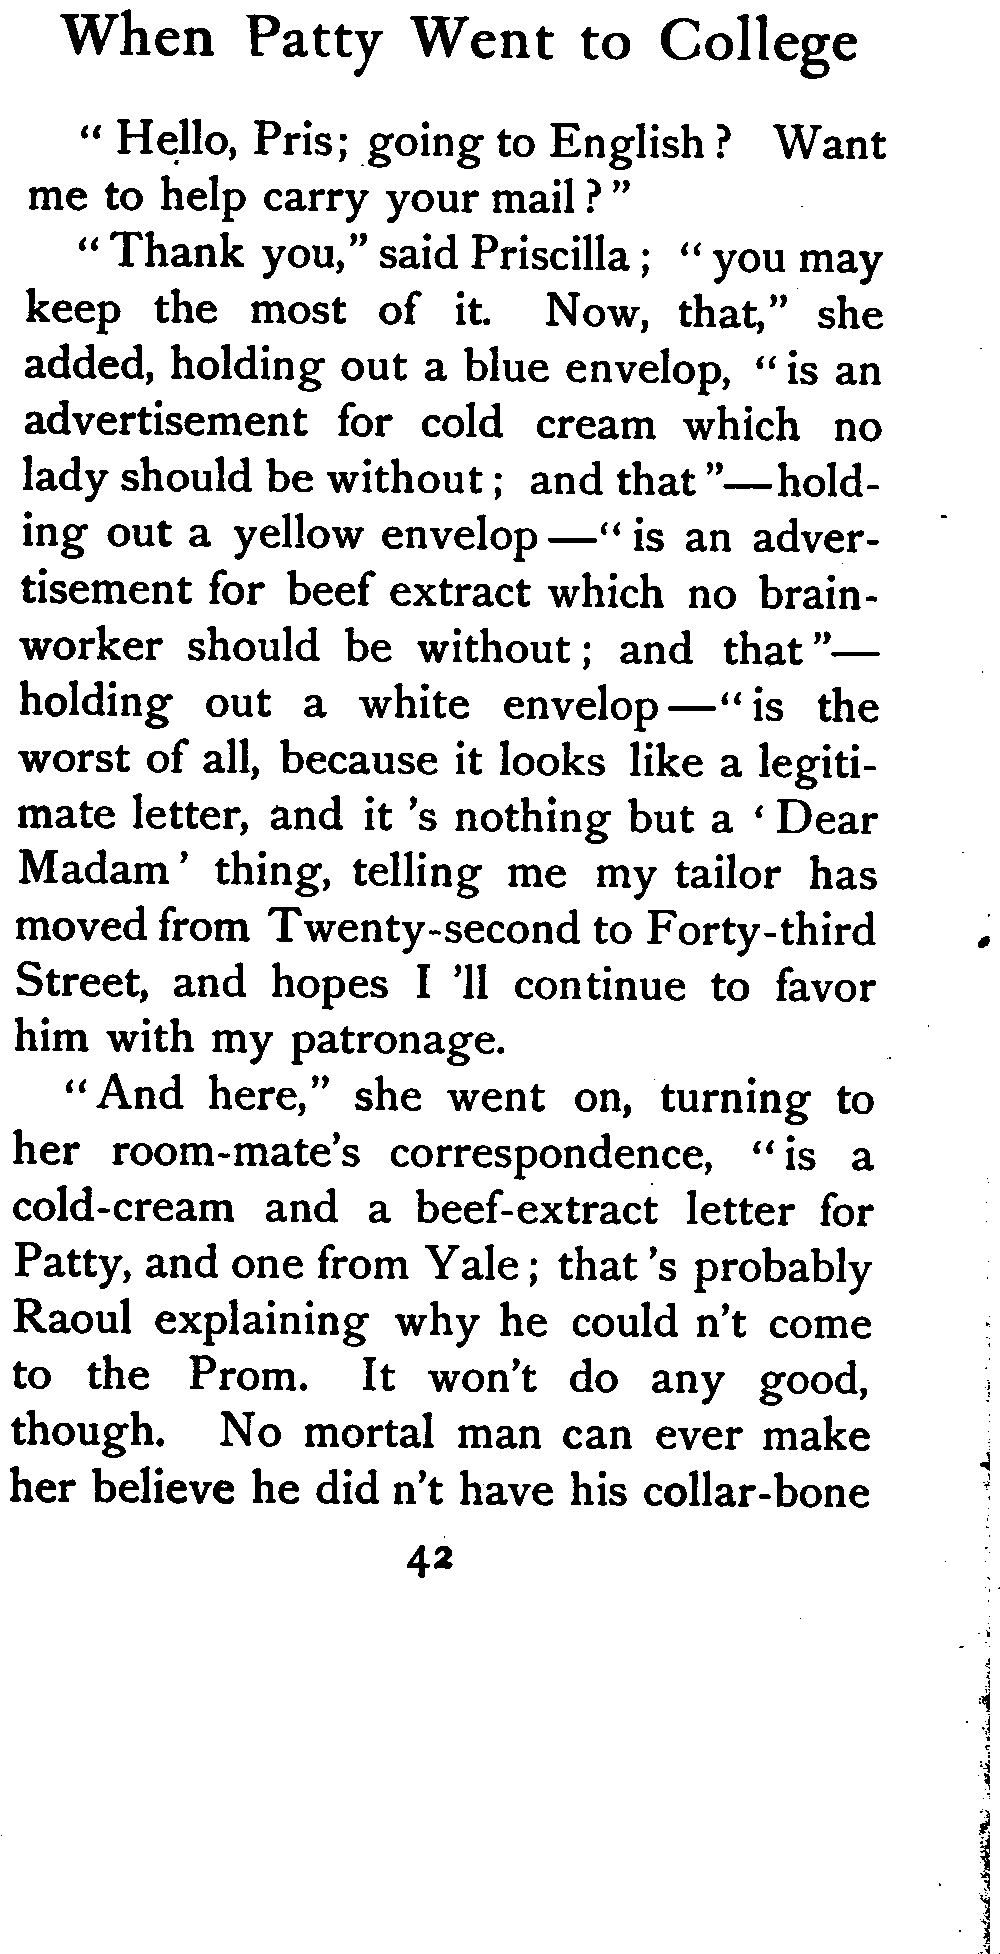 When Patty Went to College
“ Hello, Pris; going to English ? Want
me to help carry your mail ? ”
“ Thank you,” said Priscilla ; “ you may
keep the most of it. Now, that,” she
added, holding out a blue envelop, “ is an
advertisement for cold cream which no
lady should be without ; and that ”—hold-
ing out a yellow envelop —“ is an adver-
tisement for beef extract which no brain-
worker should be without ; and that ”—
holding out a white envelop —“ is the
worst of all, because it looks like a legiti-
mate letter, and it 's nothing but a ‘ Dear
Madam ’ thing, telling me my tailor has
moved from Twenty-second to Forty-third
Street, and hopes I 'll continue to favor
him with my patronage.
“ And here,” she went on, turning to
her room-mate's correspondence, “ is a
cold-cream and a beef-extract letter for
Patty, and one from Yale ; that 's probably
Raoul explaining why he could n't come
to the Prom. It won't do any good,
though. No mortal man can ever make
her believe he did n't have his collar-bone
42